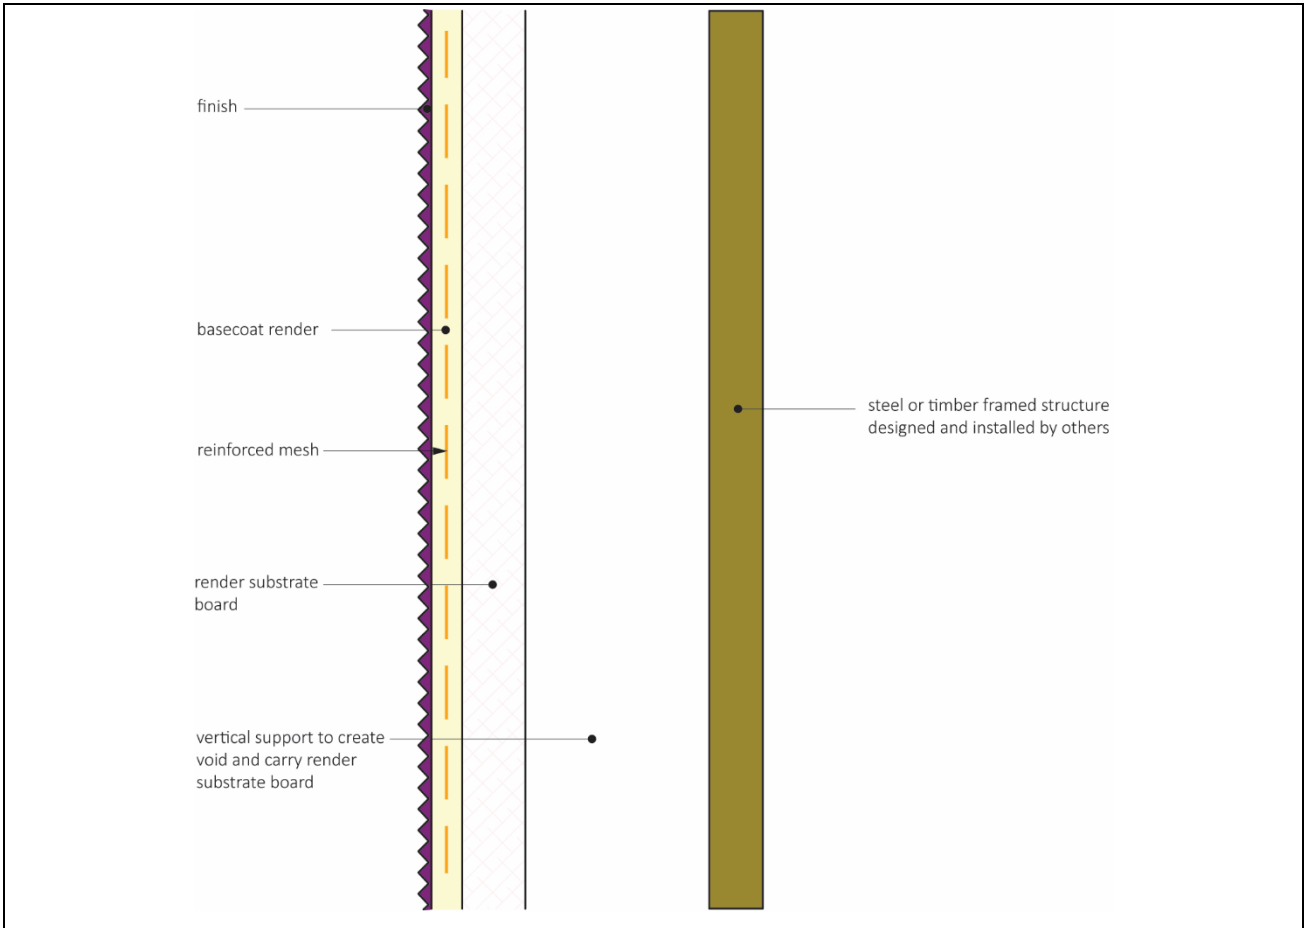 finish
basecoat render
reinforced mesh
render substrate
board
vertical support to create
void and carry render
substrate board
steel or timber framed structure
designed and installed by others